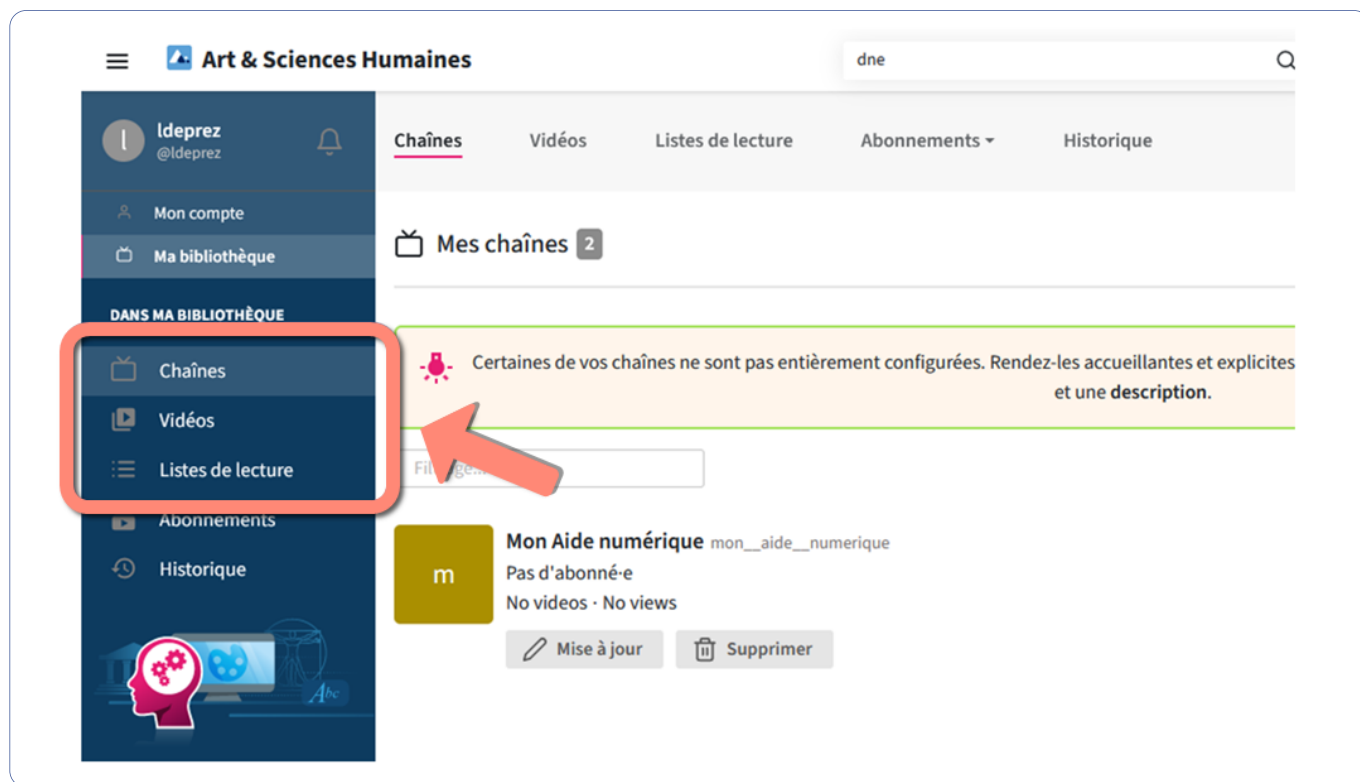 Art & Sciences Humaines
dne
l
ldeprez
@ldeprez
Chaînes Vidéos Listes de lecture Abonnements Historique
Mon compte
Ma bibliothèque
Mes chaînes 2
DANS MA BIBLIOTHÈQUE
Chaînes
Vidéos
Listes de lecture
Abonnements
Historique
Abc
Certaines de vos chaînes ne sont pas entièrement configurées. Rendez-les accueillantes et explicites
et une description.
m
Mon Aide numérique mon__aide__numerique
Pas d'abonné·e
No videos · No views
Mise à jour Supprimer